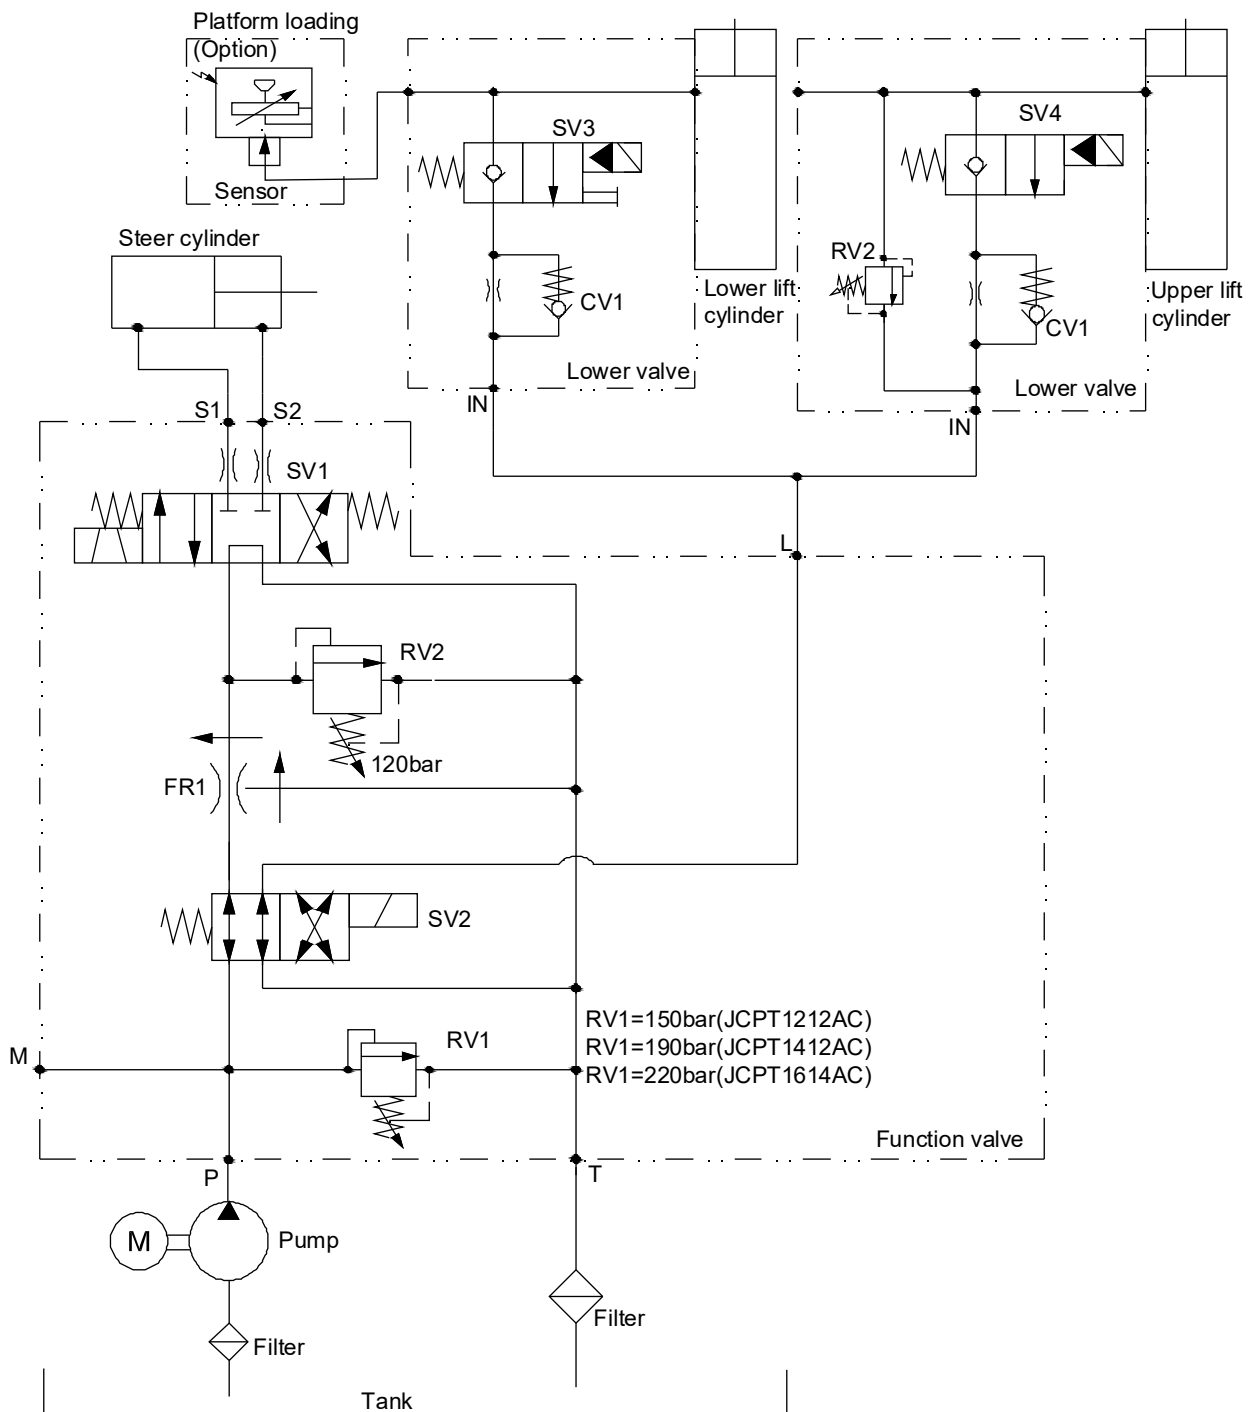 Platform loading
(Option)
Sensor
SV3
SV4
Steer cylinder
RV2
CV1
CV1
Lower lift
cylinder
Upper lift
cylinder
Lower valve
Lower valve
IN
IN
S1
S2
SV1
L
RV2
120bar
FR1
SV2
RV1=150bar(JCPT1212AC)
RV1=190bar(JCPT1412AC)
RV1=220bar(JCPT1614AC)
RV1
M
Function valve
P
T
M
Pump
Filter
Filter
Tank